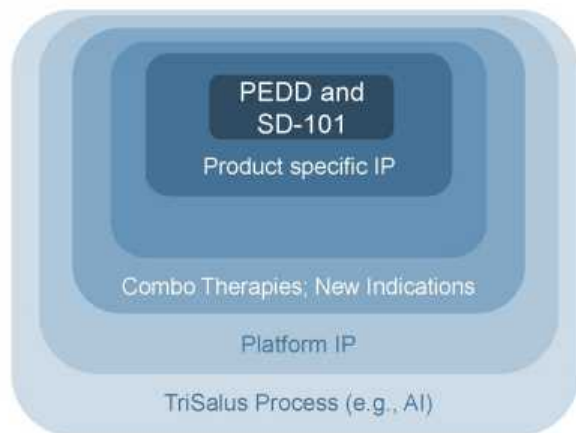 PEDD and
SD-101
Product specific IP
Combo Therapies; New Indications
Platform IP
TriSalus Process (e.g., AI)